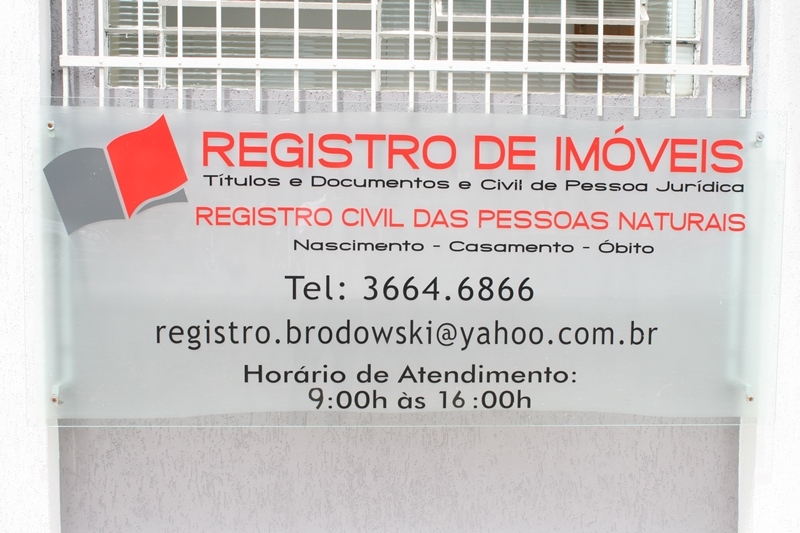 REGISTRO DE IMÓVEIS
Títulos e Documentos e Civil de Pessoa Jurídica
REGISTRO CIVIL DAS PESSOAS NATURAIS
Nascimento - Casamento - Óbito
Tel: 3664.6866
registro.brodowski@yahoo.com.br
Horário de Atendimento:
9:00h às 16:00h